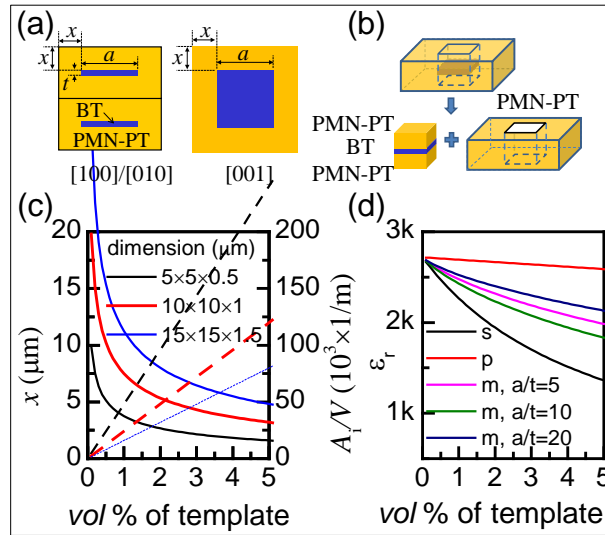 (a)
x
a
x
a
x
x
t
BT
PMN-PT
[100]/[010]
[001]
(b)
PMN-PT
PMN-PT
BT
PMN-PT
(c)
dimension (μm)
5×5×0.5
10×10×1
15×15×1.5
20
15
10
5
0
x (μm)
200
150
100
50
0
A_i/V (10³×1/m)
0 1 2 3 4 5
vol % of template
(d)
3k
2k
1k
ε_r
s
p
m, a/t=5
m, a/t=10
m, a/t=20
0 1 2 3 4 5
vol % of template